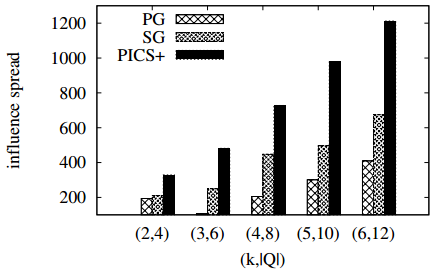 PG
SG
PICS+
influence spread
1200
1000
800
600
400
200
(2,4) (3,6) (4,8) (5,10) (6,12)
(k,|Q|)